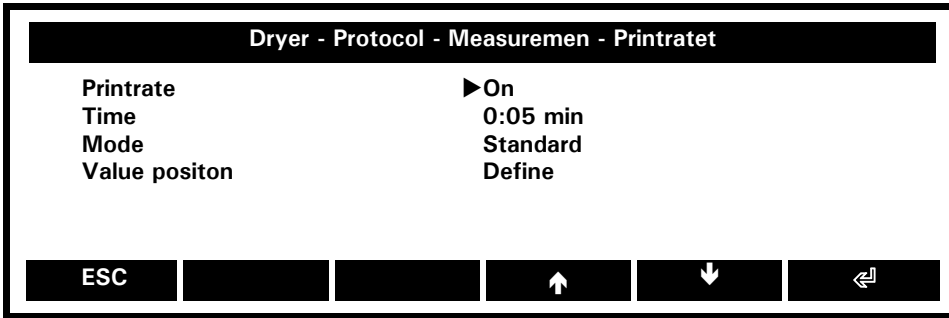 Dryer - Protocol - Measuremen - Printratet
Printrate ▶On
Time 0:05 min
Mode Standard
Value positon Define
ESC 🡹 🡻 ⏎